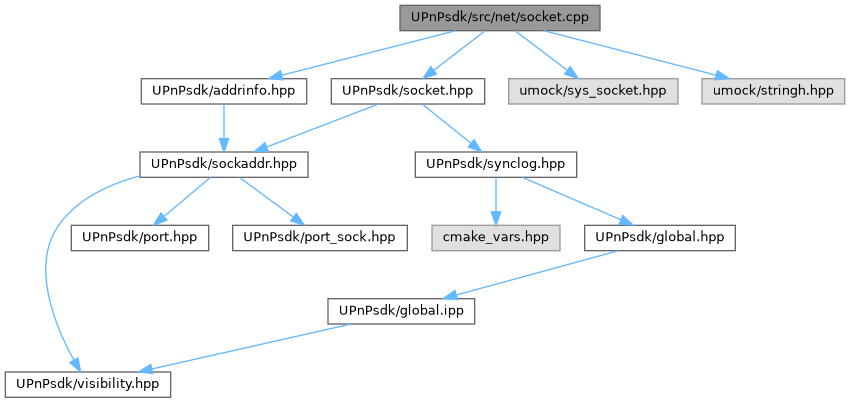 UPnPsdk/src/net/socket.cpp
UPnPsdk/addrinfo.hpp
UPnPsdk/socket.hpp
umock/sys_socket.hpp
umock/stringh.hpp
UPnPsdk/sockaddr.hpp
UPnPsdk/synclog.hpp
UPnPsdk/port.hpp
UPnPsdk/port_sock.hpp
cmake_vars.hpp
UPnPsdk/global.hpp
UPnPsdk/global.ipp
UPnPsdk/visibility.hpp